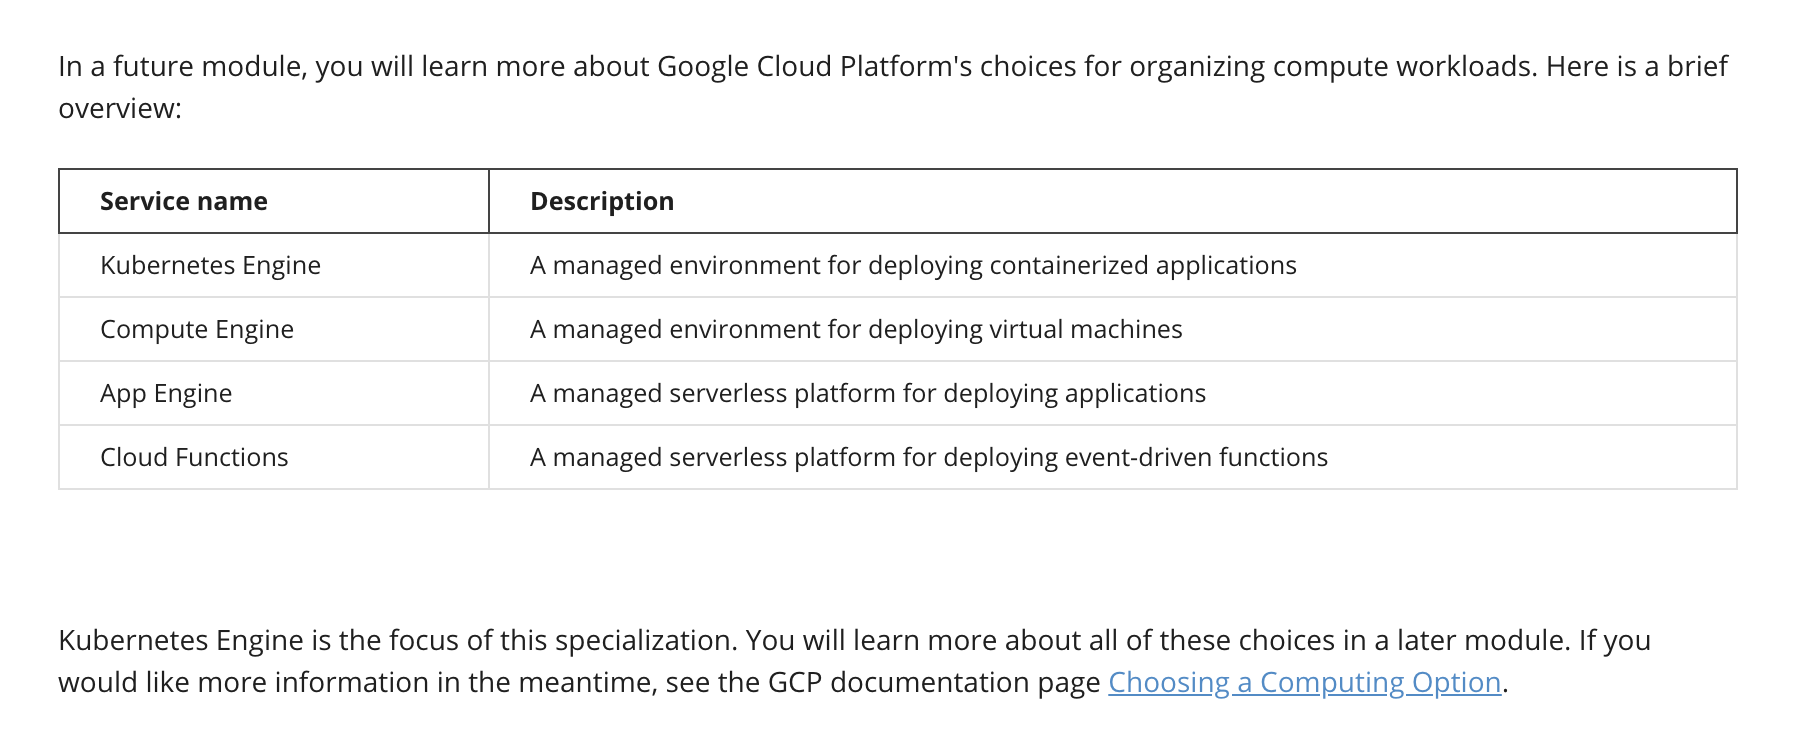 In a future module, you will learn more about Google Cloud Platform's choices for organizing compute workloads. Here is a brief
overview:
Service name Description
Kubernetes Engine A managed environment for deploying containerized applications
Compute Engine A managed environment for deploying virtual machines
App Engine A managed serverless platform for deploying applications
Cloud Functions A managed serverless platform for deploying event-driven functions
Kubernetes Engine is the focus of this specialization. You will learn more about all of these choices in a later module. If you
would like more information in the meantime, see the GCP documentation page Choosing a Computing Option.